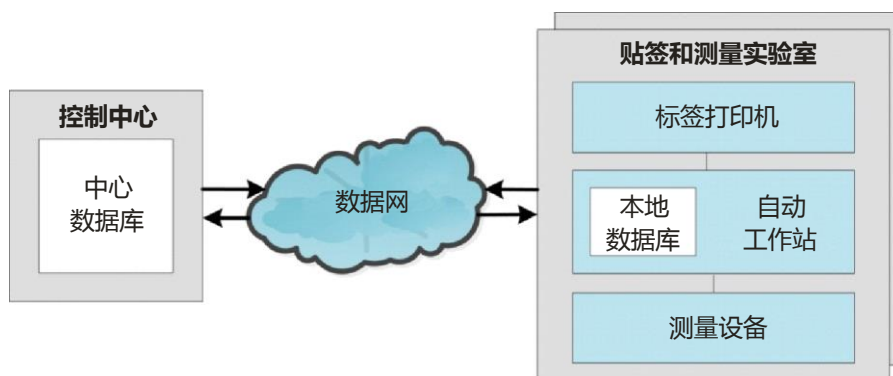 控制中心
中心
数据库
数据网
贴签和测量实验室
标签打印机
本地
数据库
自动
工作站
测量设备